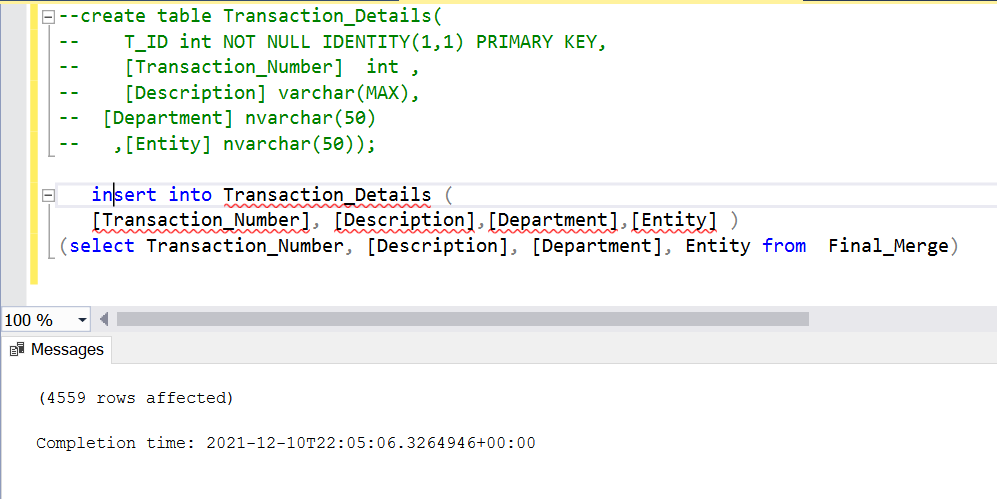 --create table Transaction_Details(
--    T_ID int NOT NULL IDENTITY(1,1) PRIMARY KEY,
--    [Transaction_Number]  int ,
--    [Description] varchar(MAX),
--  [Department] nvarchar(50)
--   ,[Entity] nvarchar(50));
insert into Transaction_Details (
[Transaction_Number], [Description],[Department],[Entity] )
(select Transaction_Number, [Description], [Department], Entity from  Final_Merge)
100 %
Messages
(4559 rows affected)
Completion time: 2021-12-10T22:05:06.3264946+00:00